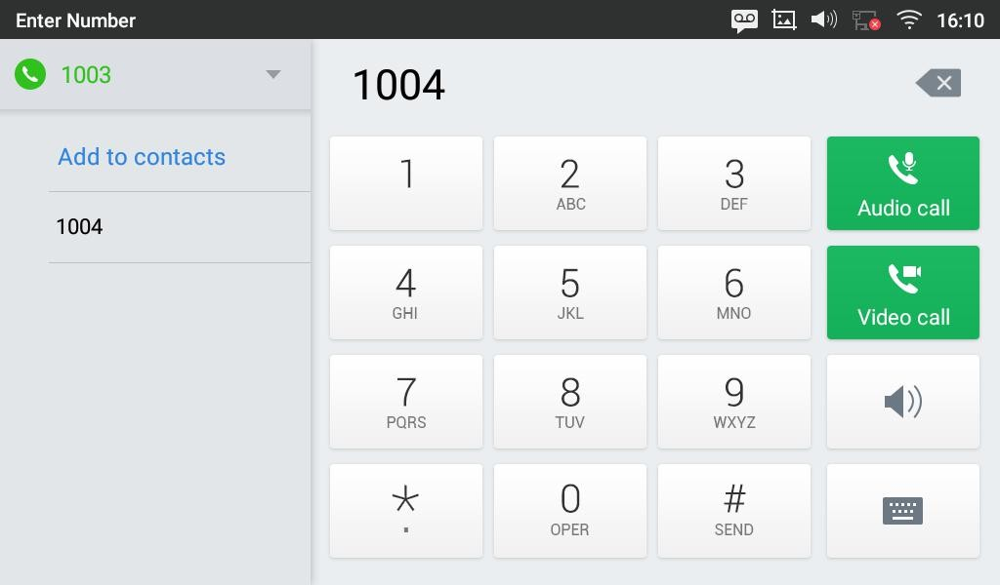 Enter Number
16:10
1003
Add to contacts
1004
1004
1
2
ABC
3
DEF
Audio call
4
GHI
5
JKL
6
MNO
Video call
7
PQRS
8
TUV
9
WXYZ
*
.
0
OPER
#
SEND